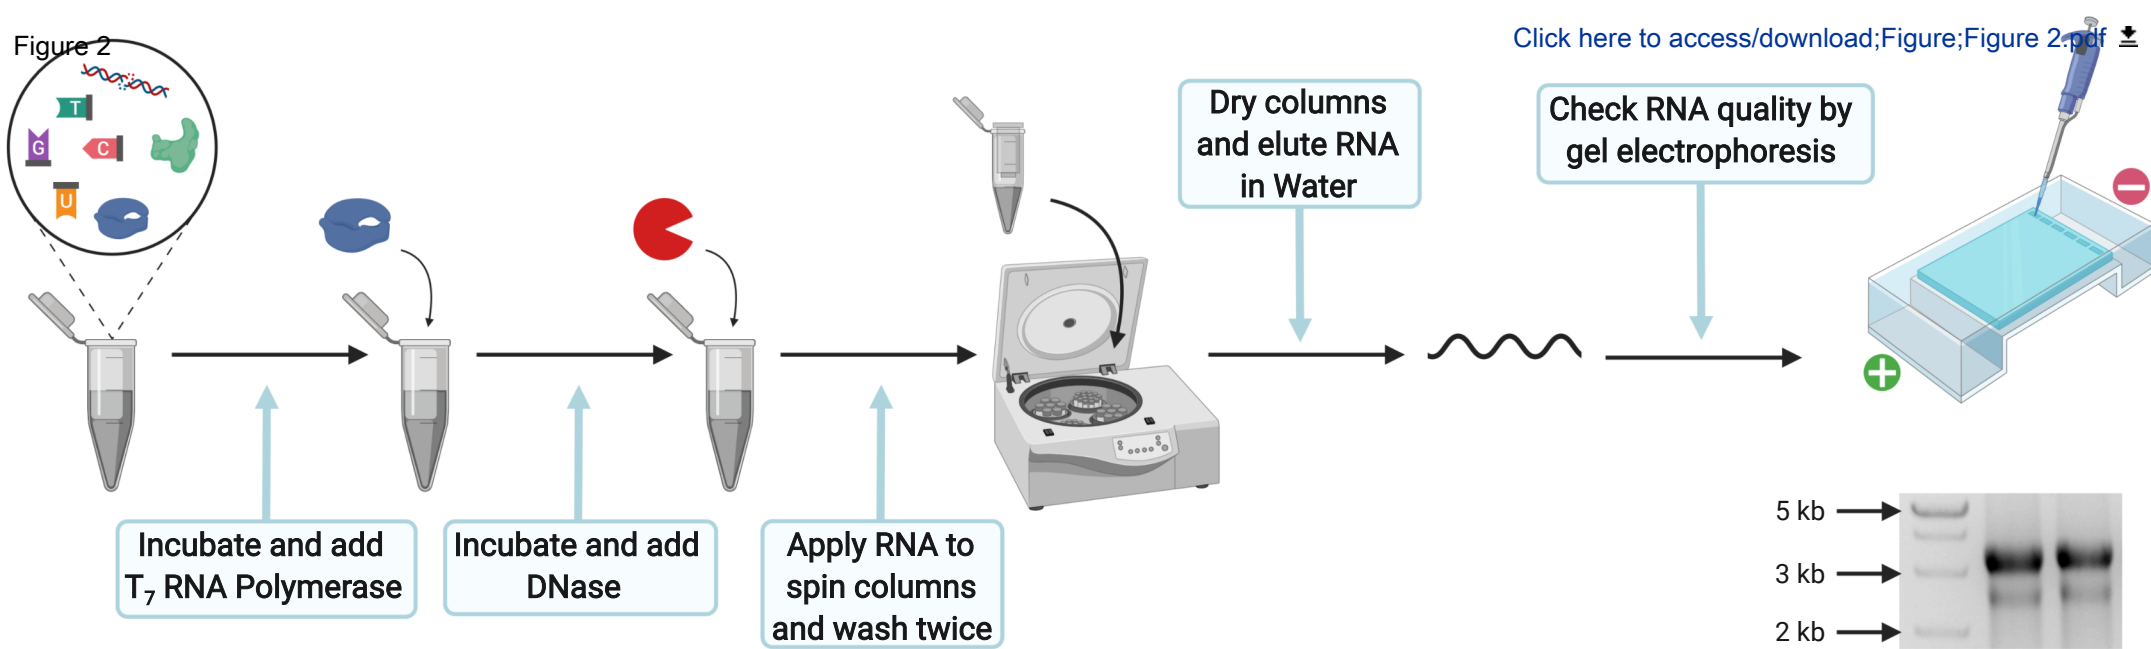 Figure 2
Click here to access/download;Figure;Figure 2.pdf
T
G
C
U
Dry columns
and elute RNA
in Water
Check RNA quality by
gel electrophoresis
Incubate and add
T₇ RNA Polymerase
Incubate and add
DNase
Apply RNA to
spin columns
and wash twice
5 kb
3 kb
2 kb